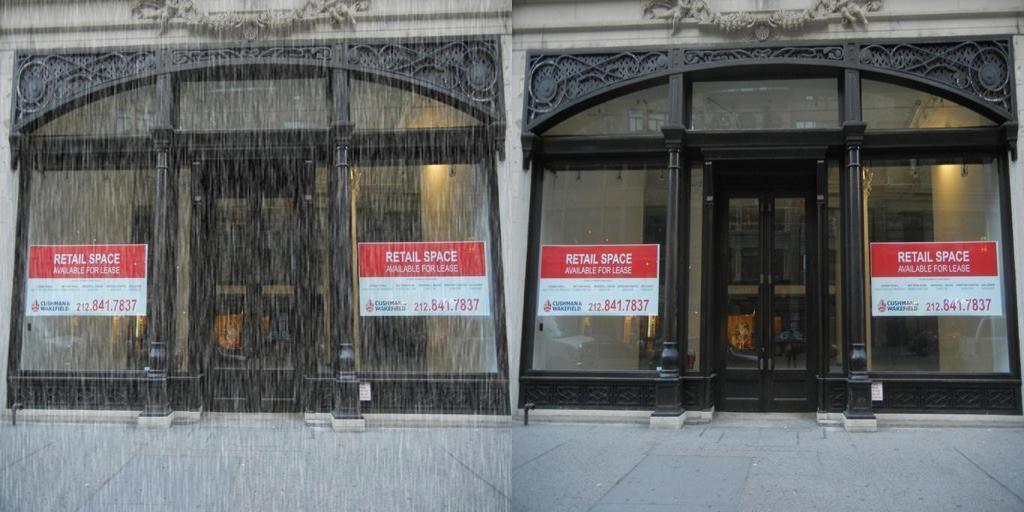 RETAIL SPACE
AVAILABLE FOR LEASE
CUSHMAN &
WAKEFIELD
212.841.7837
RETAIL SPACE
AVAILABLE FOR LEASE
CUSHMAN &
WAKEFIELD
212.841.7837
RETAIL SPACE
AVAILABLE FOR LEASE
CUSHMAN &
WAKEFIELD
212.841.7837
RETAIL SPACE
AVAILABLE FOR LEASE
CUSHMAN &
WAKEFIELD
212.841.7837